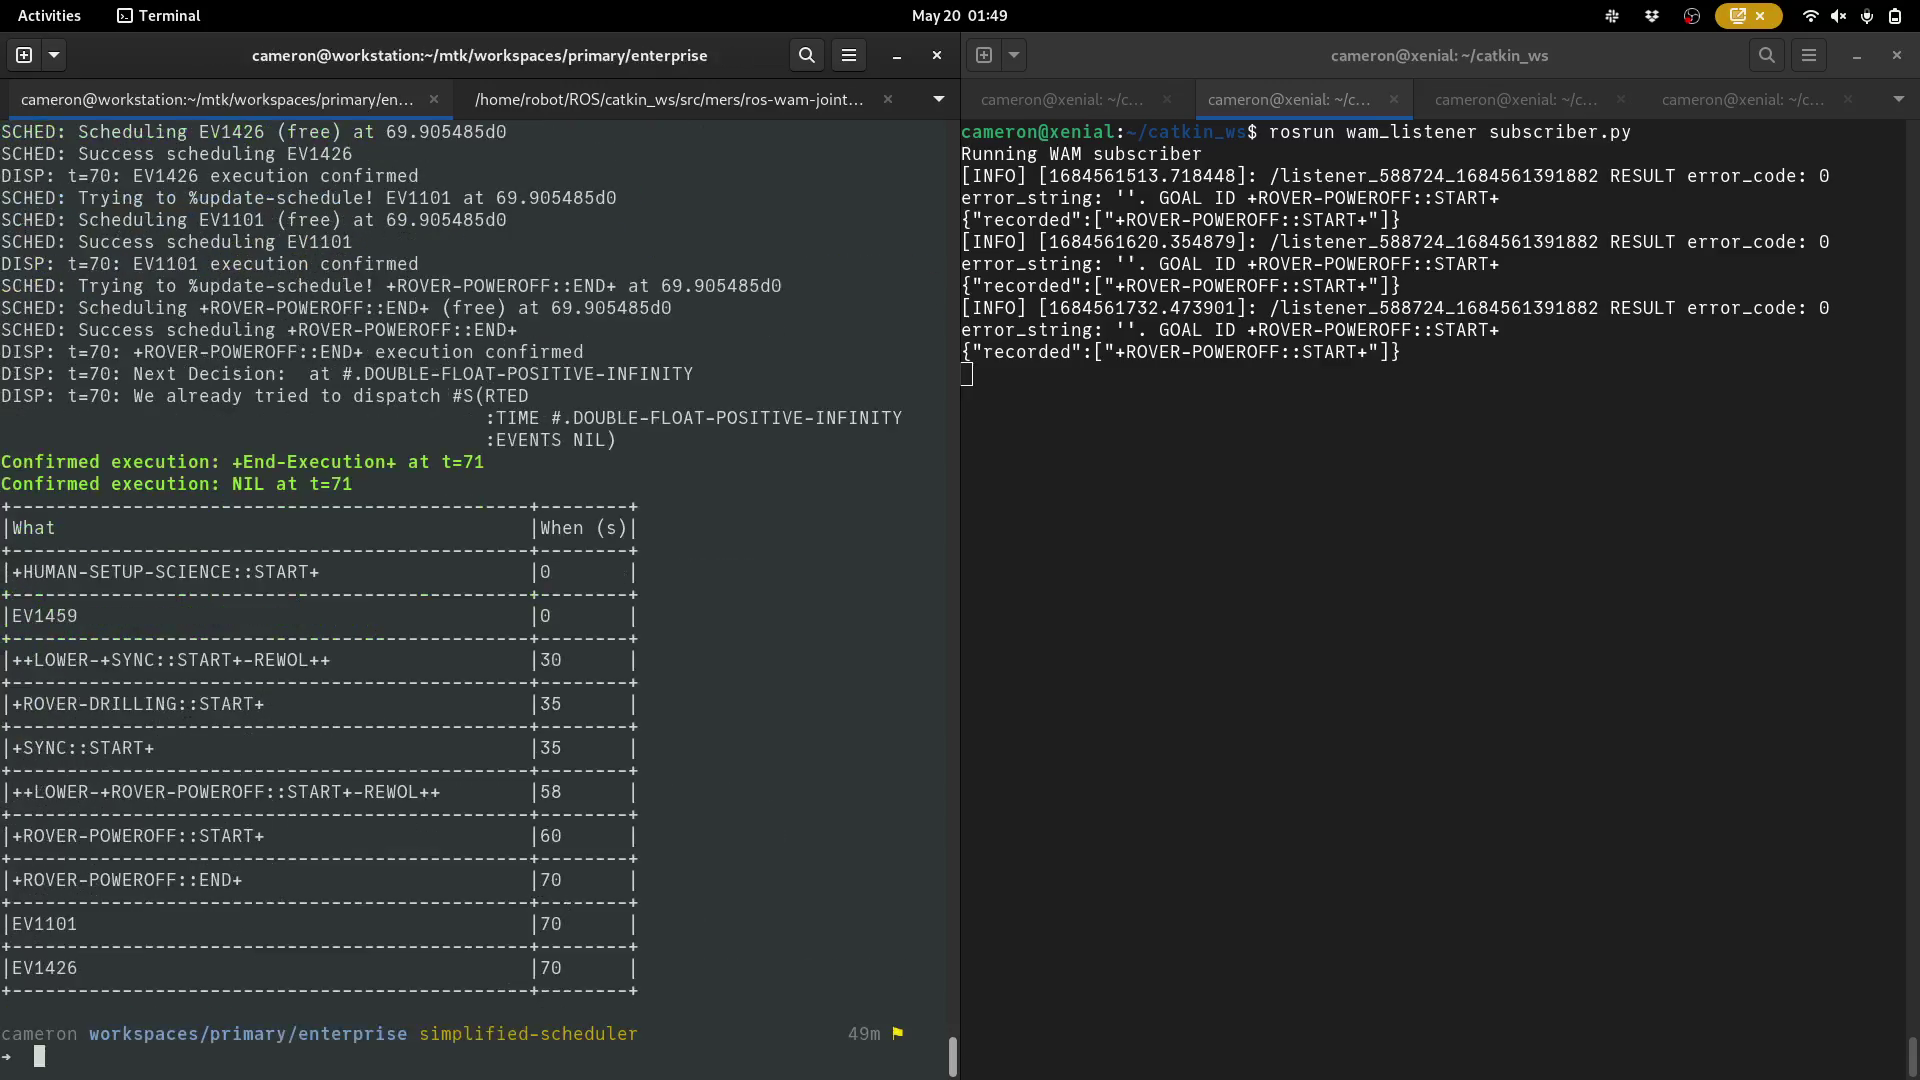 Activities
Terminal
May 20 01:49
cameron@workstation:~/mtk/workspaces/primary/enterprise
cameron@workstation:~/mtk/workspaces/primary/en...
/home/robot/ROS/catkin_ws/src/mers/ros-wam-joint...
SCHED: Scheduling EV1426 (free) at 69.905485d0
SCHED: Success scheduling EV1426
DISP: t=70: EV1426 execution confirmed
SCHED: Trying to %update-schedule! EV1101 at 69.905485d0
SCHED: Scheduling EV1101 (free) at 69.905485d0
SCHED: Success scheduling EV1101
DISP: t=70: EV1101 execution confirmed
SCHED: Trying to %update-schedule! +ROVER-POWEROFF::END+ at 69.905485d0
SCHED: Scheduling +ROVER-POWEROFF::END+ (free) at 69.905485d0
SCHED: Success scheduling +ROVER-POWEROFF::END+
DISP: t=70: +ROVER-POWEROFF::END+ execution confirmed
DISP: t=70: Next Decision:  at #.DOUBLE-FLOAT-POSITIVE-INFINITY
DISP: t=70: We already tried to dispatch #S(RTED
:TIME #.DOUBLE-FLOAT-POSITIVE-INFINITY
:EVENTS NIL)
Confirmed execution: +End-Execution+ at t=71
Confirmed execution: NIL at t=71
+-----------------------------------------------+--------+
|What                                           |When (s)|
+-----------------------------------------------+--------+
|+HUMAN-SETUP-SCIENCE::START+                   |0       |
+-----------------------------------------------+--------+
|EV1459                                         |0       |
+-----------------------------------------------+--------+
|++LOWER-+SYNC::START+-REWOL++                  |30      |
+-----------------------------------------------+--------+
|+ROVER-DRILLING::START+                        |35      |
+-----------------------------------------------+--------+
|+SYNC::START+                                  |35      |
+-----------------------------------------------+--------+
|++LOWER-+ROVER-POWEROFF::START+-REWOL++        |58      |
+-----------------------------------------------+--------+
|+ROVER-POWEROFF::START+                        |60      |
+-----------------------------------------------+--------+
|+ROVER-POWEROFF::END+                          |70      |
+-----------------------------------------------+--------+
|EV1101                                         |70      |
+-----------------------------------------------+--------+
|EV1426                                         |70      |
+-----------------------------------------------+--------+
cameron workspaces/primary/enterprise simplified-scheduler 49m
➜
cameron@xenial: ~/catkin_ws
cameron@xenial: ~/c...
cameron@xenial: ~/c...
cameron@xenial: ~/c...
cameron@xenial: ~/c...
cameron@xenial:~/catkin_ws$ rosrun wam_listener subscriber.py
Running WAM subscriber
[INFO] [1684561513.718448]: /listener_588724_1684561391882 RESULT error_code: 0
error_string: ''. GOAL ID +ROVER-POWEROFF::START+
{"recorded":["+ROVER-POWEROFF::START+"]}
[INFO] [1684561620.354879]: /listener_588724_1684561391882 RESULT error_code: 0
error_string: ''. GOAL ID +ROVER-POWEROFF::START+
{"recorded":["+ROVER-POWEROFF::START+"]}
[INFO] [1684561732.473901]: /listener_588724_1684561391882 RESULT error_code: 0
error_string: ''. GOAL ID +ROVER-POWEROFF::START+
{"recorded":["+ROVER-POWEROFF::START+"]}